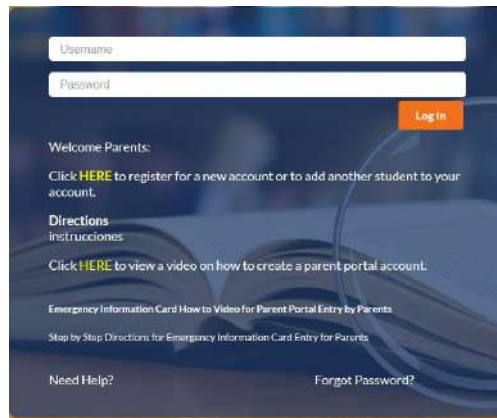 Username
Password
Log in
Welcome Parents:
Click HERE to register for a new account or to add another student to your
account.
Directions
instrucciones
Click HERE to view a video on how to create a parent portal account.
Emergency Information Card How to Video for Parent Portal Entry by Parents
Step by Step Directions for Emergency Information Card Entry for Parents
Need Help?
Forgot Password?